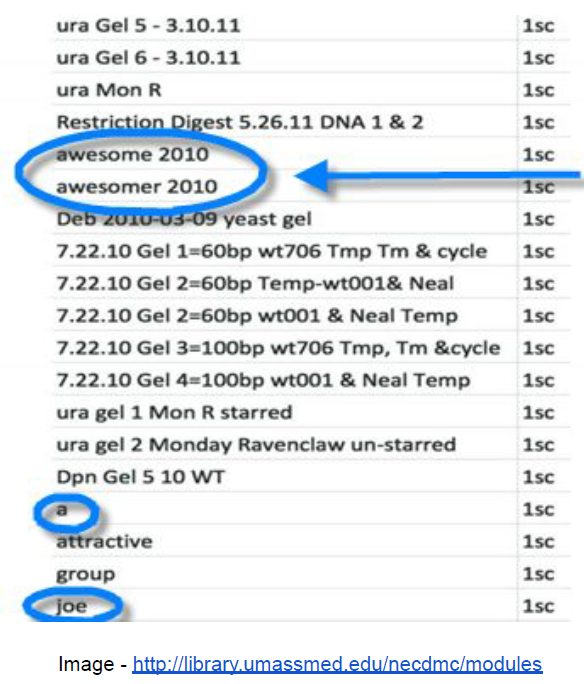 ura Gel 5 - 3.10.11 1sc
ura Gel 6 - 3.10.11 1sc
ura Mon R 1sc
Restriction Digest 5.26.11 DNA 1 & 2 1sc
awesome 2010 1sc
awesomer 2010 1sc
Deb 2010-03-09 yeast gel 1sc
7.22.10 Gel 1=60bp wt706 Tmp Tm & cycle 1sc
7.22.10 Gel 2=60bp Temp-wt001& Neal 1sc
7.22.10 Gel 2=60bp wt001 & Neal Temp 1sc
7.22.10 Gel 3=100bp wt706 Tmp, Tm &cycle 1sc
7.22.10 Gel 4=100bp wt001 & Neal Temp 1sc
ura gel 1 Mon R starred 1sc
ura gel 2 Monday Ravenclaw un-starred 1sc
Dpn Gel 5 10 WT 1sc
a 1sc
attractive 1sc
group 1sc
joe 1sc
Image - http://library.umassmed.edu/necdmc/modules